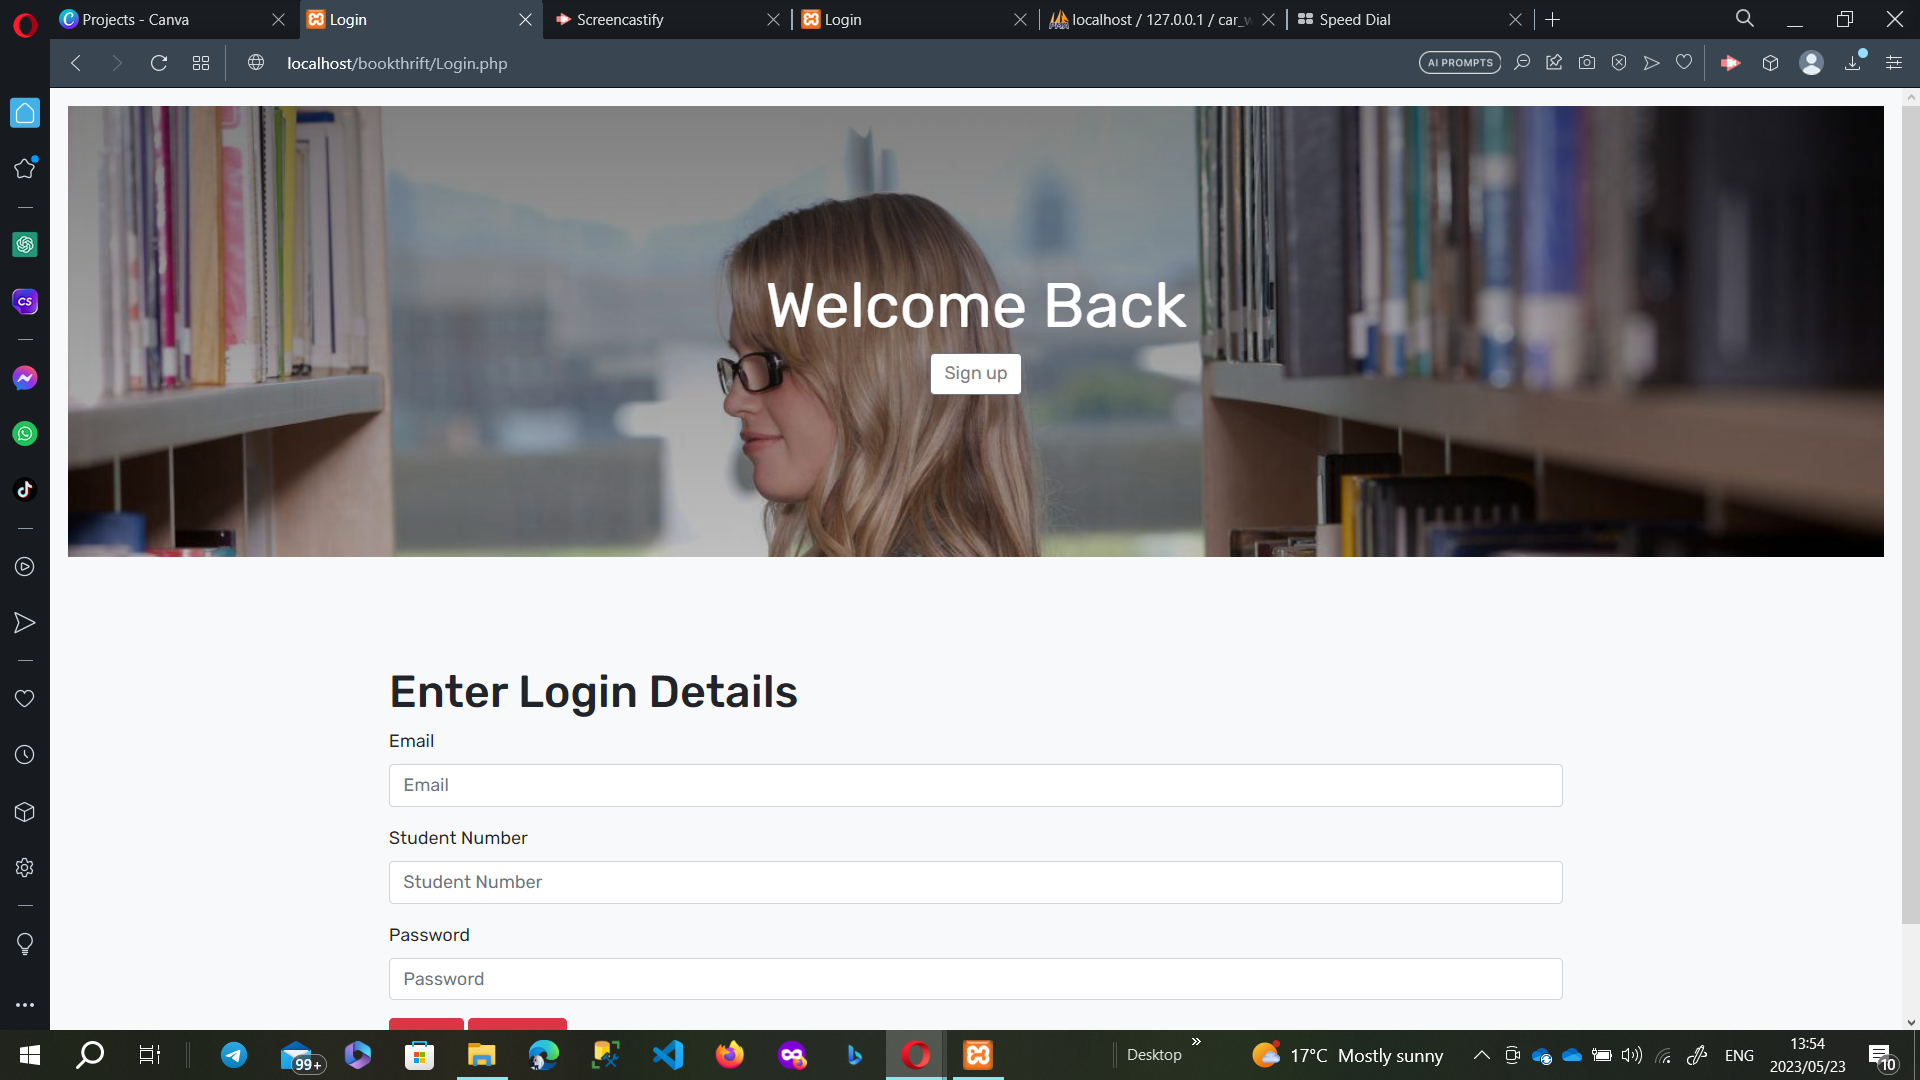 Projects - Canva
Login
Screencastify
Login
localhost / 127.0.0.1 / car_w
Speed Dial
localhost/bookthrift/Login.php
AI PROMPTS
CS
Welcome Back
Sign up
Enter Login Details
Email
Email
Student Number
Student Number
Password
Password
99+
Desktop
17°C Mostly sunny
ENG
13:54
2023/05/23
10